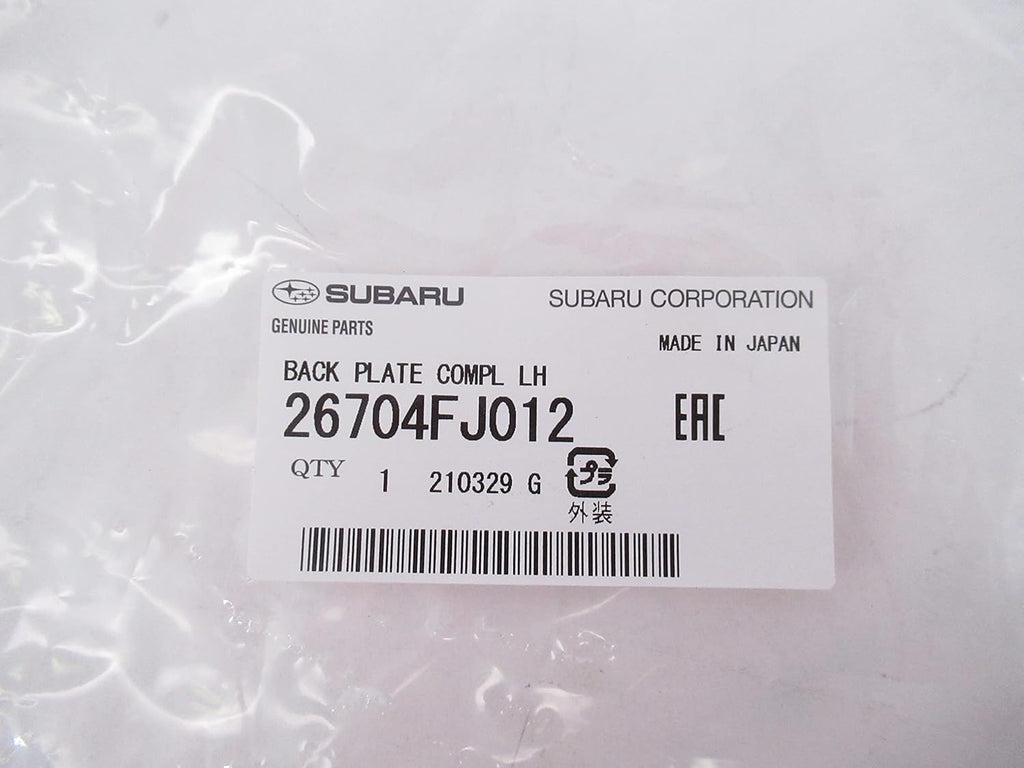 SUBARU SUBARU CORPORATION
GENUINE PARTS
MADE IN JAPAN
BACK PLATE COMPL LH
26704FJ012 EAC
QTY 1 210329 G プラ
外装